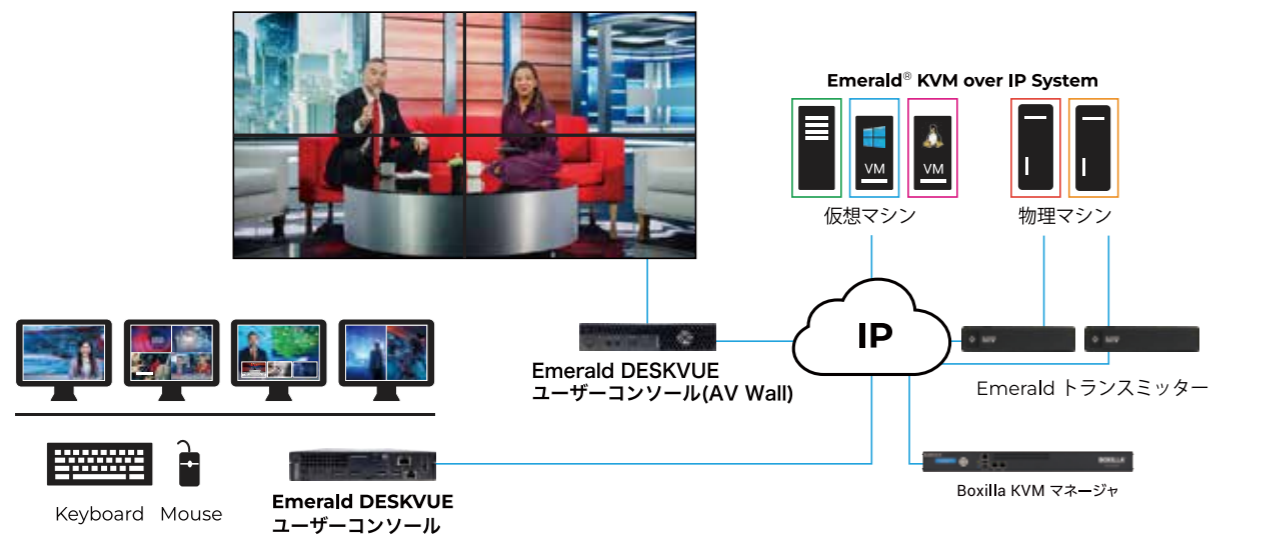 Emerald® KVM over IP System
VM
VM
仮想マシン
物理マシン
IP
Emerald DESKVUE
ユーザーコンソール(AV Wall)
Emerald トランスミッター
Keyboard
Mouse
Emerald DESKVUE
ユーザーコンソール
BOXILLA
Boxilla KVM マネージャ